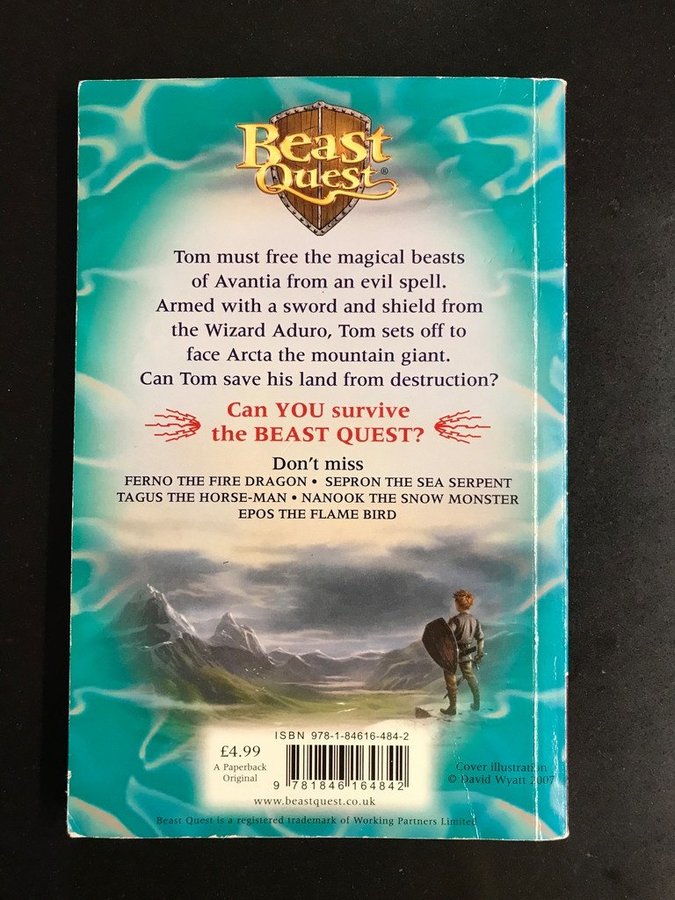 Beast
Quest®
Tom must free the magical beasts
of Avantia from an evil spell.
Armed with a sword and shield from
the Wizard Aduro, Tom sets off to
face Arcta the mountain giant.
Can Tom save his land from destruction?
Can YOU survive
the BEAST QUEST?
Don't miss
FERNO THE FIRE DRAGON • SEPRON THE SEA SERPENT
TAGUS THE HORSE-MAN • NANOOK THE SNOW MONSTER
EPOS THE FLAME BIRD
ISBN 978-1-84616-484-2
£4.99
A Paperback
Original
9 781846 164842
www.beastquest.co.uk
Cover illustration
© David Wyatt 2007
Beast Quest is a registered trademark of Working Partners Limited